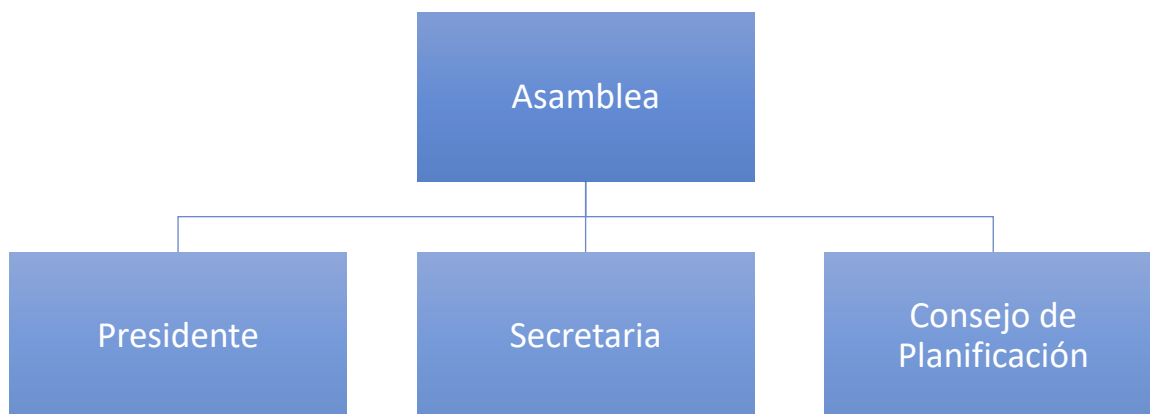 Asamblea
Presidente
Secretaria
Consejo de
Planificación